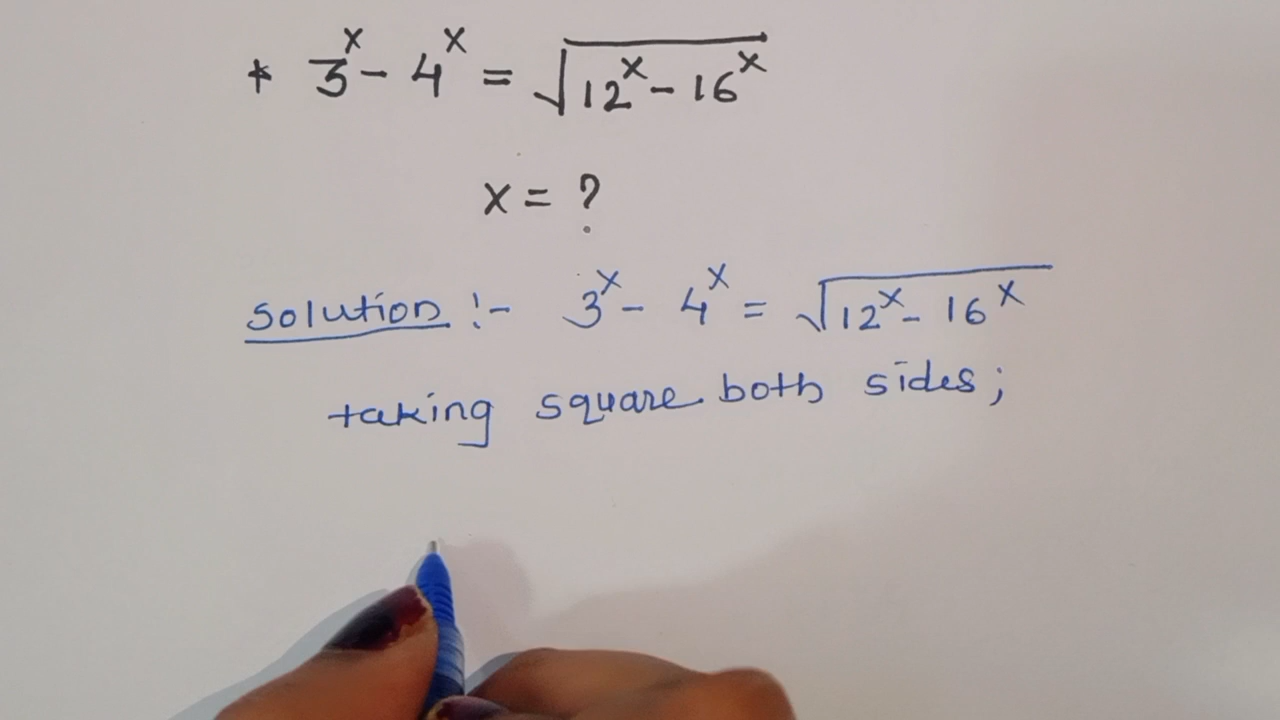 * 3^x - 4^x = √(12^x - 16^x)
x = ?
Solution :- 3^x - 4^x = √(12^x - 16^x)
taking square both sides;